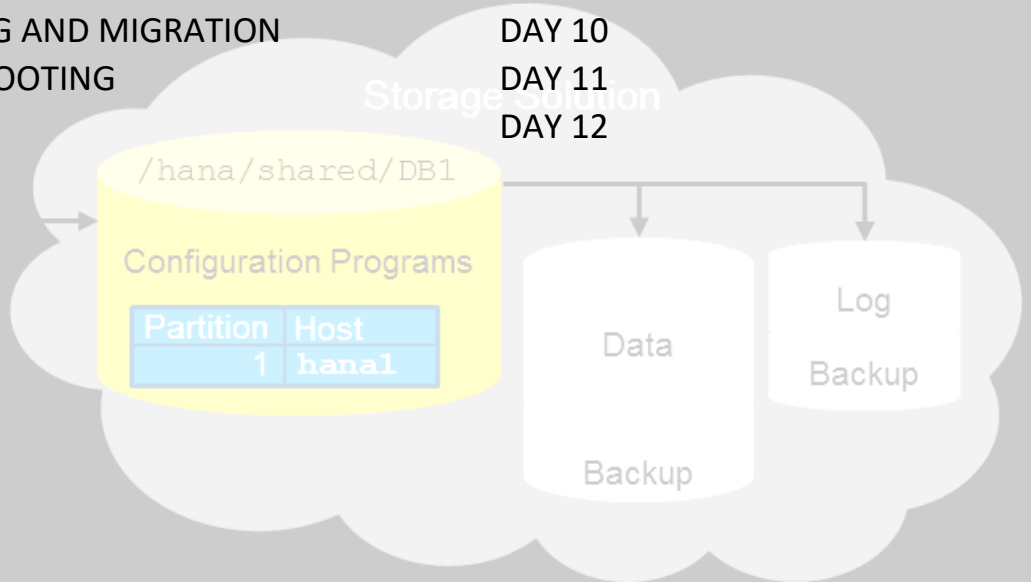 G AND MIGRATION DAY 10
OOTING DAY 11
Storage Solution
DAY 12
/hana/shared/DB1
Configuration Programs
Partition Host
1 hana1
Data
Backup
Log
Backup